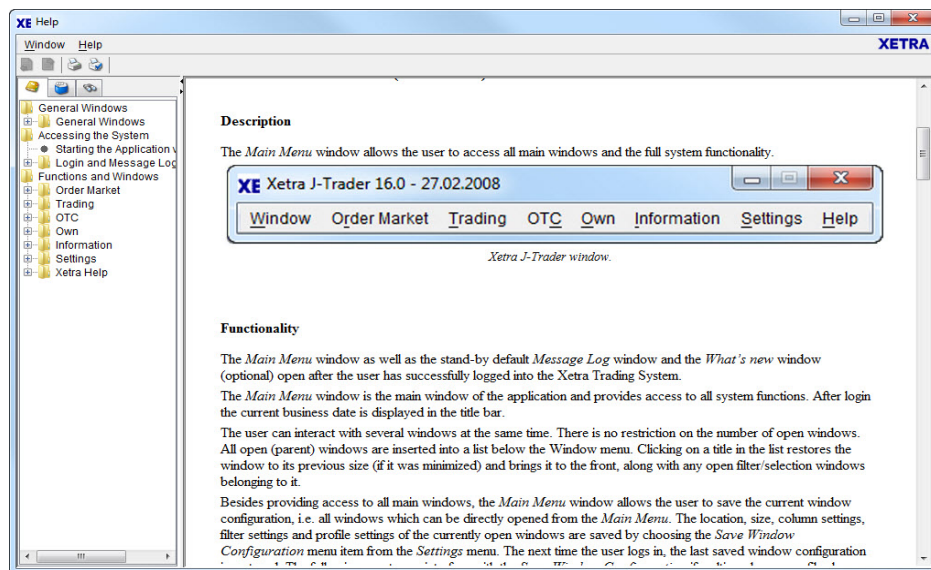 XE Help
Window Help
XETRA
General Windows
General Windows
Accessing the System
Starting the Application
Login and Message Log
Functions and Windows
Order Market
Trading
OTC
Own
Information
Settings
Xetra Help
Description
The Main Menu window allows the user to access all main windows and the full system functionality.
XE Xetra J-Trader 16.0 - 27.02.2008
Window Order Market Trading OTC Own Information Settings Help
Xetra J-Trader window.
Functionality
The Main Menu window as well as the stand-by default Message Log window and the What's new window
(optional) open after the user has successfully logged into the Xetra Trading System.
The Main Menu window is the main window of the application and provides access to all system functions. After login
the current business date is displayed in the title bar.
The user can interact with several windows at the same time. There is no restriction on the number of open windows.
All open (parent) windows are inserted into a list below the Window menu. Clicking on a title in the list restores the
window to its previous size (if it was minimized) and brings it to the front, along with any open filter/selection windows
belonging to it.
Besides providing access to all main windows, the Main Menu window allows the user to save the current window
configuration, i.e. all windows which can be directly opened from the Main Menu. The location, size, column settings,
filter settings and profile settings of the currently open windows are saved by choosing the Save Window
Configuration menu item from the Settings menu. The next time the user logs in, the last saved window configuration